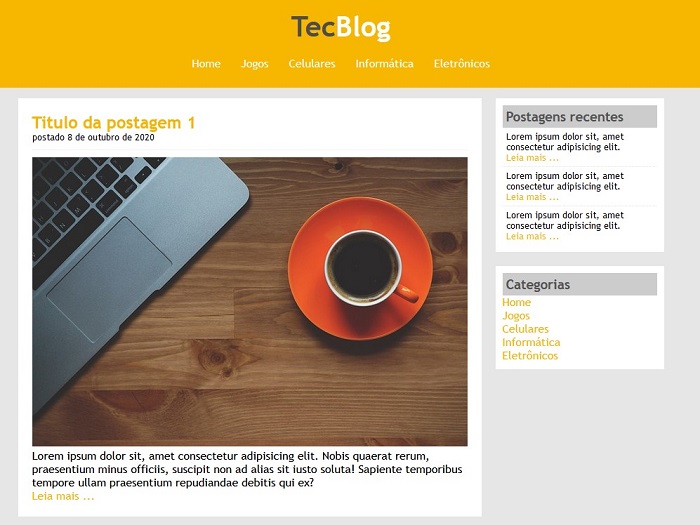 TecBlog
Home Jogos Celulares Informática Eletrônicos
Titulo da postagem 1
postado 8 de outubro de 2020
Lorem ipsum dolor sit, amet consectetur adipisicing elit. Nobis quaerat rerum,
praesentium minus officiis, suscipit non ad alias sit iusto soluta! Sapiente temporibus
tempore ullam praesentium repudiandae debitis qui ex?
Leia mais ...
Postagens recentes
Lorem ipsum dolor sit, amet
consectetur adipisicing elit.
Leia mais ...
Lorem ipsum dolor sit, amet
consectetur adipisicing elit.
Leia mais ...
Lorem ipsum dolor sit, amet
consectetur adipisicing elit.
Leia mais ...
Categorias
Home
Jogos
Celulares
Informática
Eletrônicos